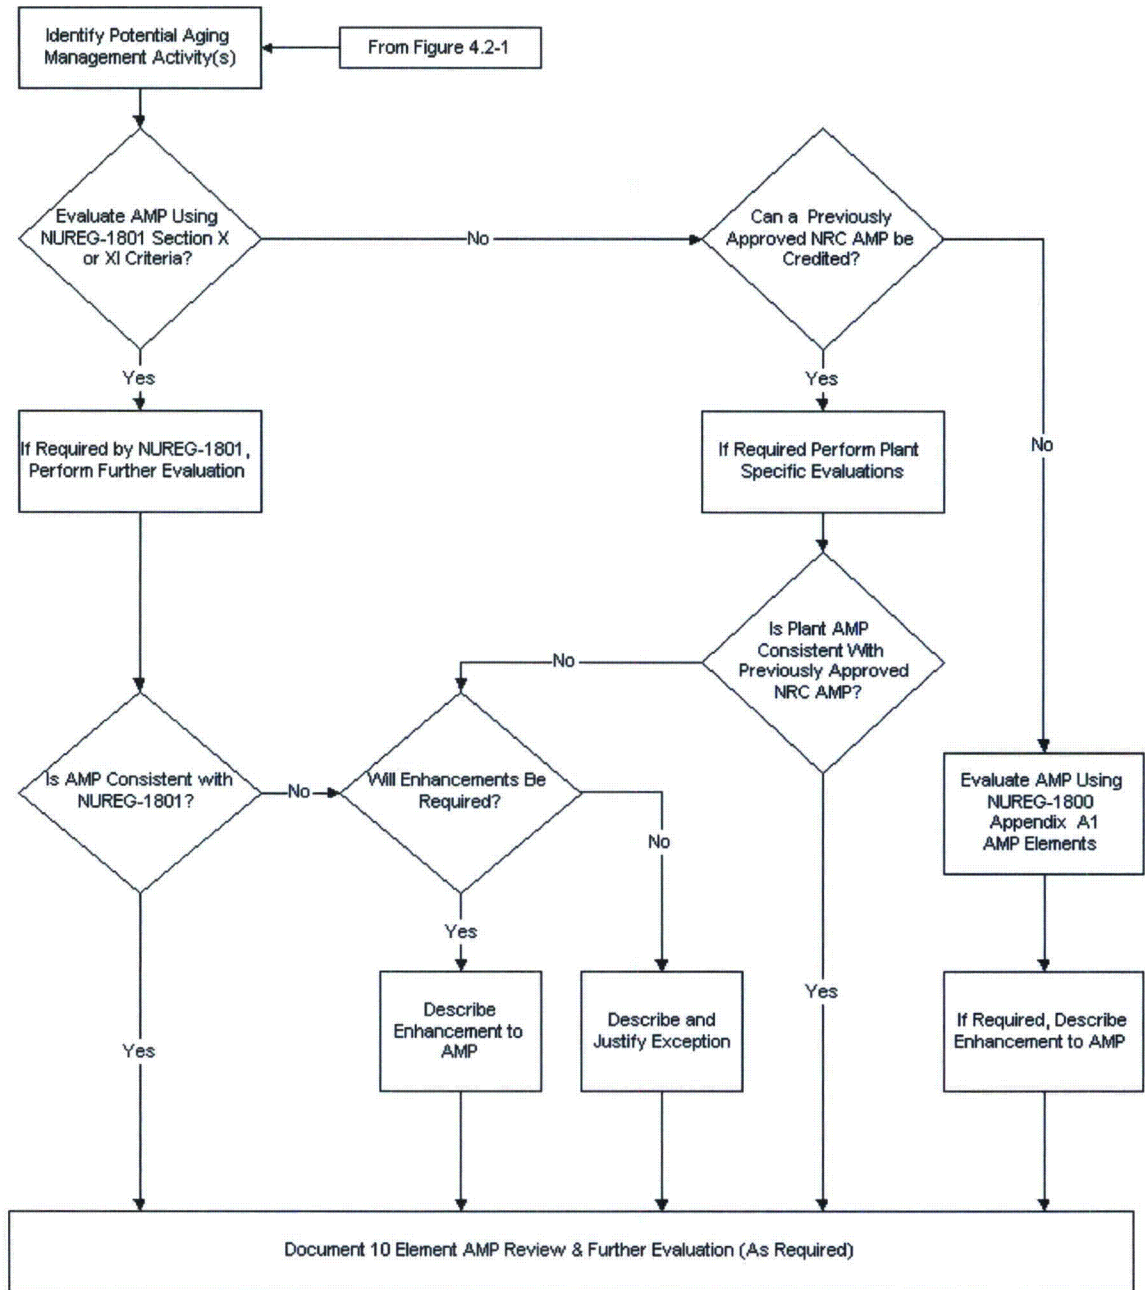 Identify Potential Aging
Management Activity(s)
From Figure 4.2-1
Evaluate AMP Using
NUREG-1801 Section X
or XI Criteria?
No
Can a Previously
Approved NRC AMP be
Credited?
Yes
Yes
No
If Required by NUREG-1801,
Perform Further Evaluation
If Required Perform Plant
Specific Evaluations
Is Plant AMP
Consistent With
Previously Approved
NRC AMP?
No
Is AMP Consistent with
NUREG-1801?
No
Will Enhancements Be
Required?
No
Evaluate AMP Using
NUREG-1800
Appendix A1
AMP Elements
Yes
Describe
Enhancement to
AMP
Describe and
Justify Exception
Yes
If Required, Describe
Enhancement to AMP
Yes
Document 10 Element AMP Review & Further Evaluation (As Required)